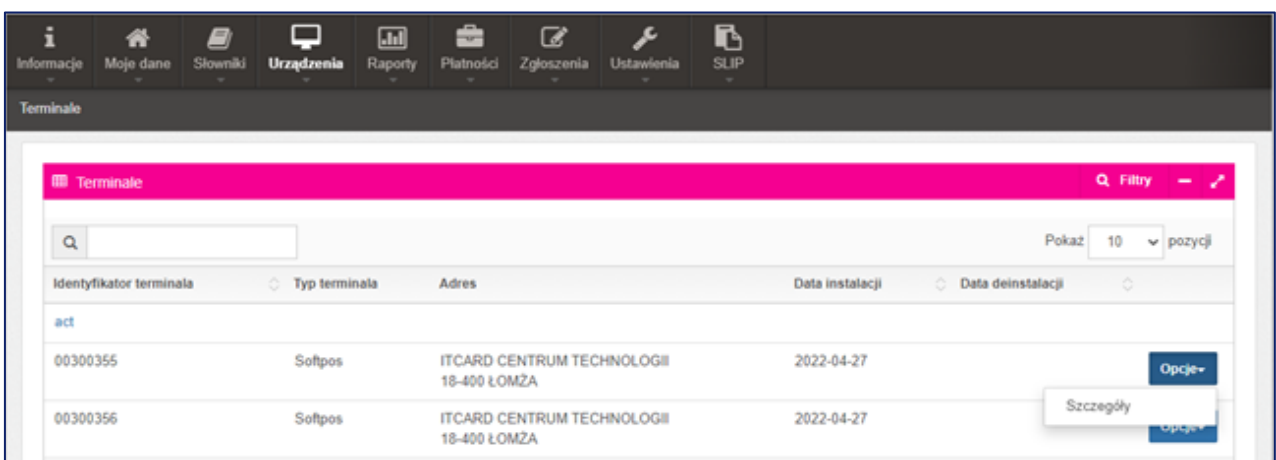 Informacje Moje dane Słowniki Urządzenia Raporty Płatności Zgłoszenia Ustawienia SLIP
Terminale
Terminale Filtry
Pokaż 10 pozycji
Identyfikator terminala Typ terminala Adres Data instalacji Data deinstalacji
act
00300355 Softpos ITCARD CENTRUM TECHNOLOGII 2022-04-27 Opcje
18-400 ŁOMŻA
Szczegóły
00300356 Softpos ITCARD CENTRUM TECHNOLOGII 2022-04-27 Opcje
18-400 ŁOMŻA